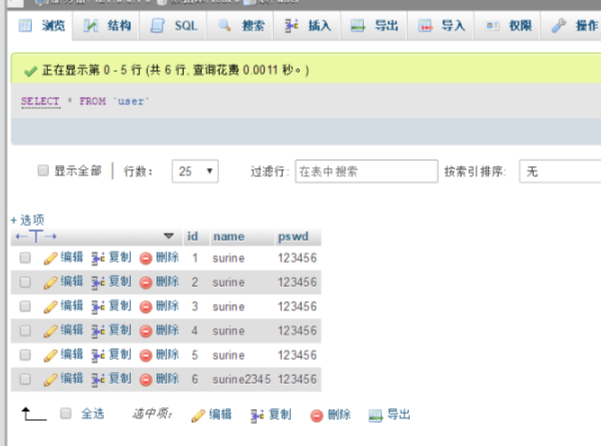 浏览 结构 SQL 搜索 插入 导出 导入 权限 操作
正在显示第 0 - 5 行 (共 6 行, 查询花费 0.0011 秒。)
SELECT * FROM `user`
显示全部 行数: 25 过滤行: 在表中搜索 按索引排序: 无
+ 选项
←T→ id name pswd
编辑 复制 删除 1 surine 123456
编辑 复制 删除 2 surine 123456
编辑 复制 删除 3 surine 123456
编辑 复制 删除 4 surine 123456
编辑 复制 删除 5 surine 123456
编辑 复制 删除 6 surine2345 123456
全选 选中项: 编辑 复制 删除 导出